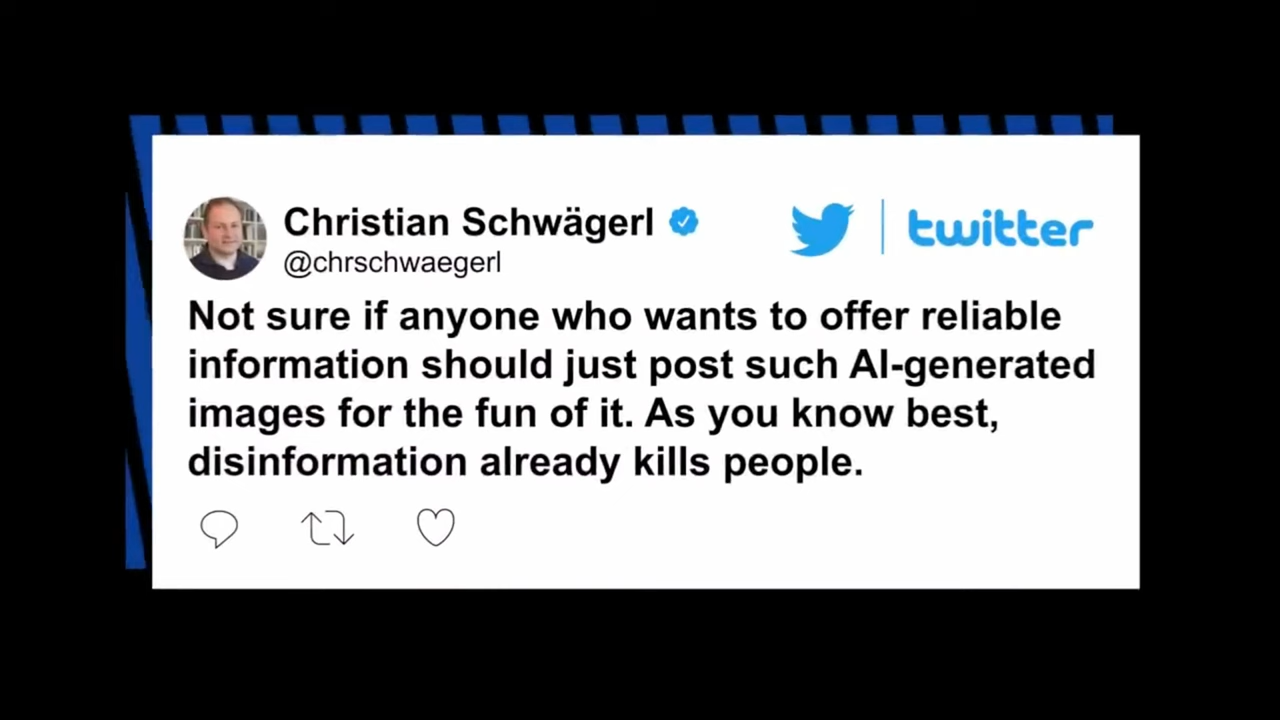 Christian Schwägerl
twitter
@chrschwaegerl
Not sure if anyone who wants to offer reliable
information should just post such AI-generated
images for the fun of it. As you know best,
disinformation already kills people.